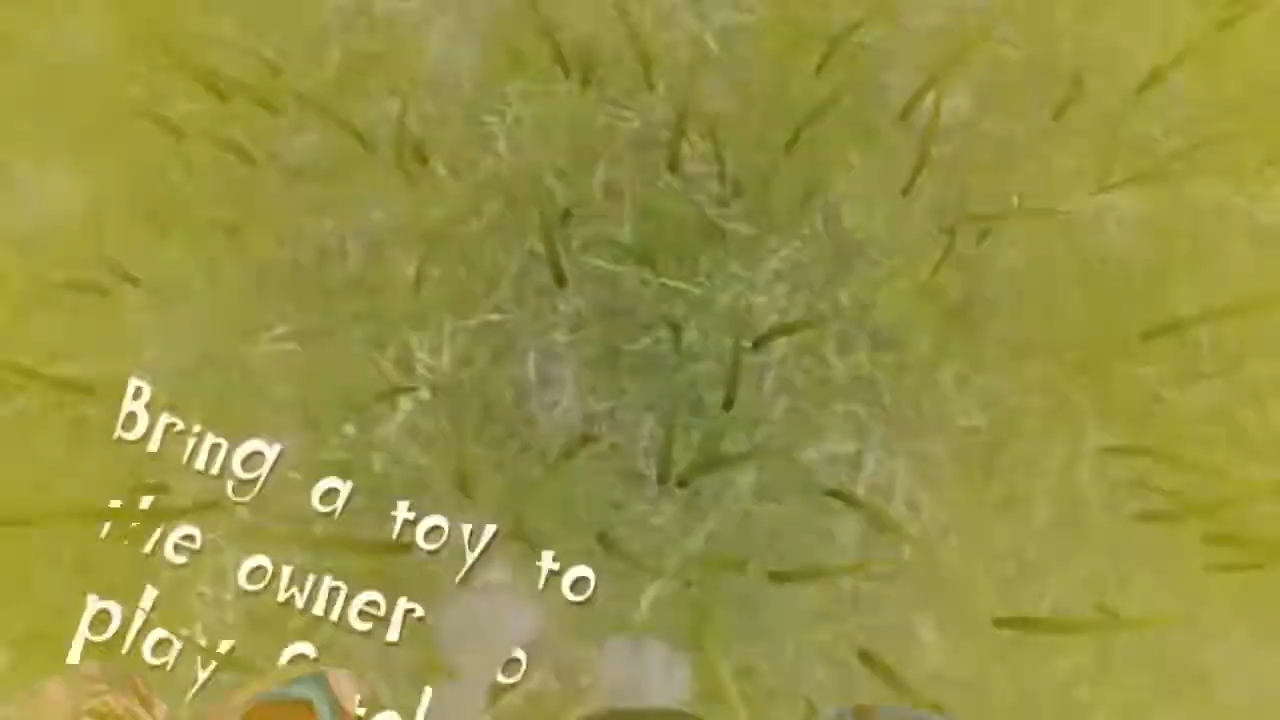 Bring a toy to
the owner
play